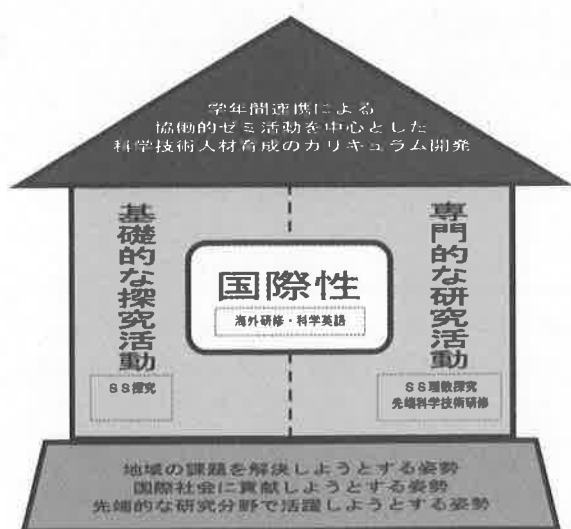 学年間連携による
協働的ゼミ活動を中心とした
科学技術人材育成のカリキュラム開発
基礎的な探究活動
SS探究
国際性
海外研修・科学英語
専門的な研究活動
SS理数探究
先端科学技術研修
地域の課題を解決しようとする姿勢
国際社会に貢献しようとする姿勢
先端的な研究分野で活躍しようとする姿勢